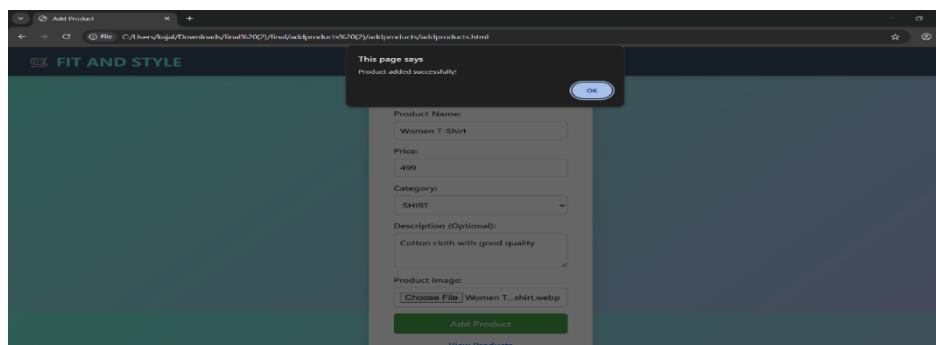 Add Product
File C:/Users/kajal/Downloads/final%20(2)/final/addproducts%20(2)/addproducts/addproducts.html
FIT AND STYLE
This page says
Product added successfully!
OK
Product Name:
Women T-Shirt
Price:
499
Category:
SHIRT
Description (Optional):
Cotton cloth with good quality
Product Image:
Choose File Women T...shirt.webp
Add Product
View Products